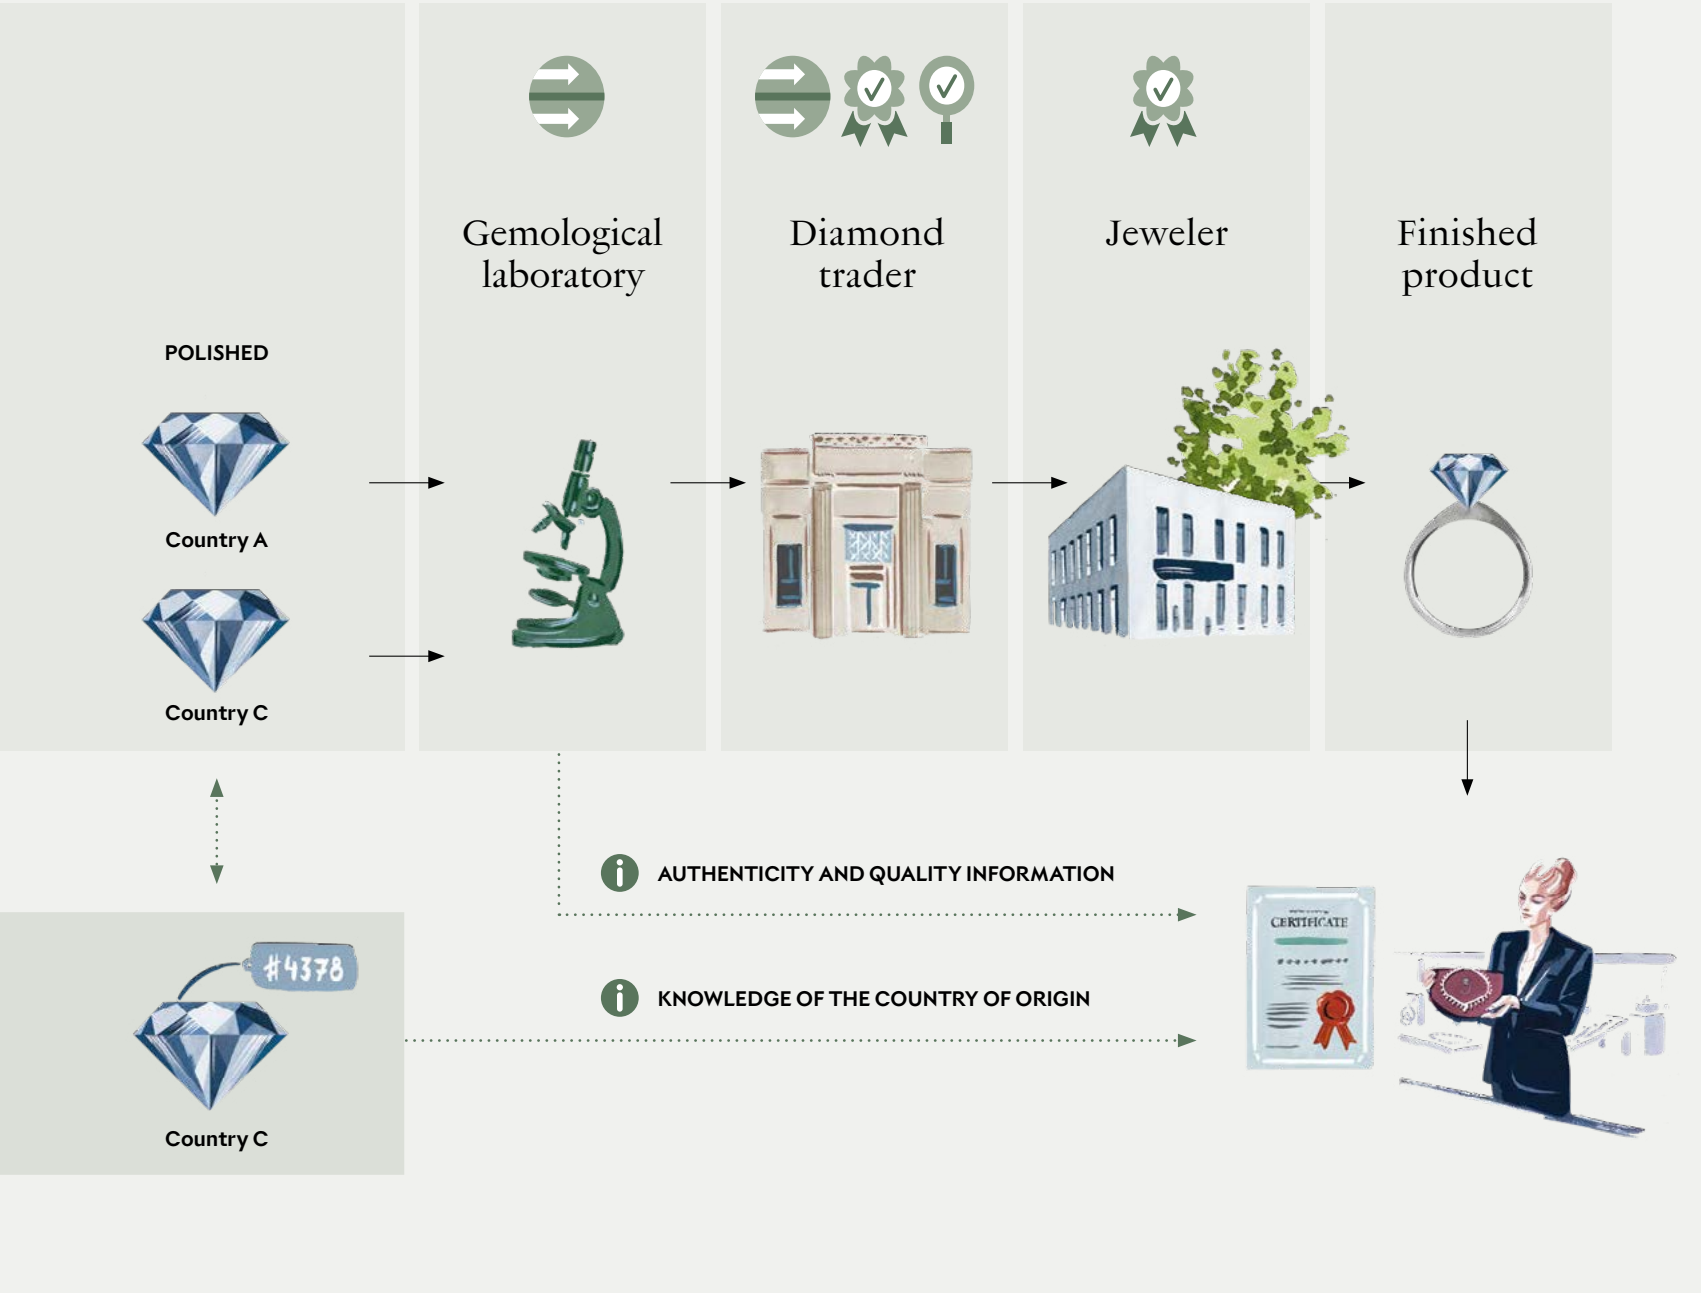 Gemological
laboratory
Diamond
trader
Jeweler
Finished
product
POLISHED
Country A
Country C
AUTHENTICITY AND QUALITY INFORMATION
CERTIFICATE
#4378
KNOWLEDGE OF THE COUNTRY OF ORIGIN
Country C